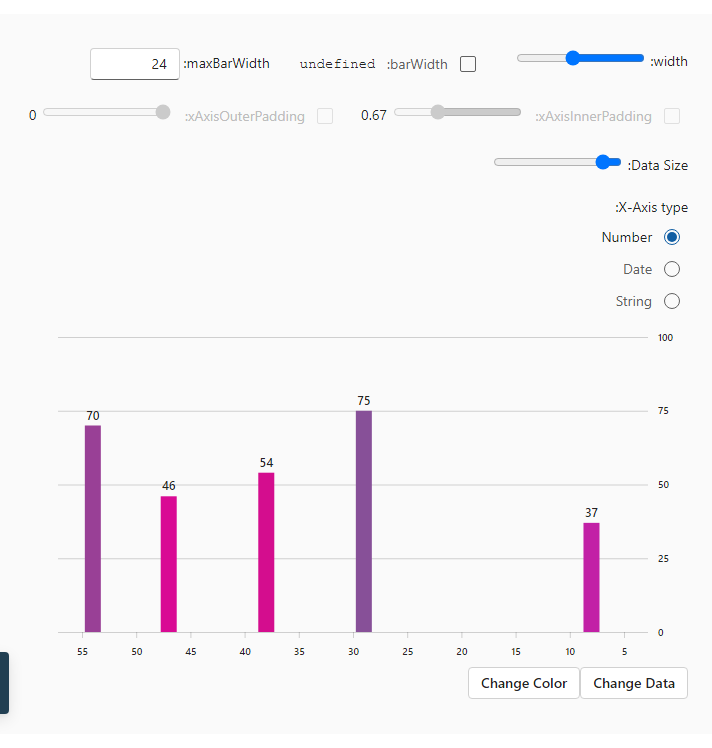 :width
undefined :barWidth
24 :maxBarWidth
:xAxisInnerPadding
0.67
:xAxisOuterPadding
0
:Data Size
:X-Axis type
Number
Date
String
100
75
50
25
0
70
46
54
75
37
55 50 45 40 35 30 25 20 15 10 5
Change Color Change Data